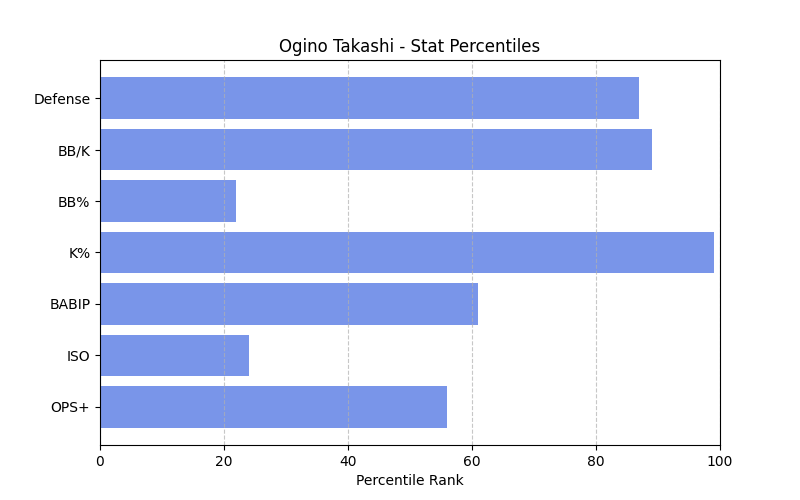 Ogino Takashi - Stat Percentiles
Defense
BB/K
BB%
K%
BABIP
ISO
OPS+
0 20 40 60 80 100
Percentile Rank